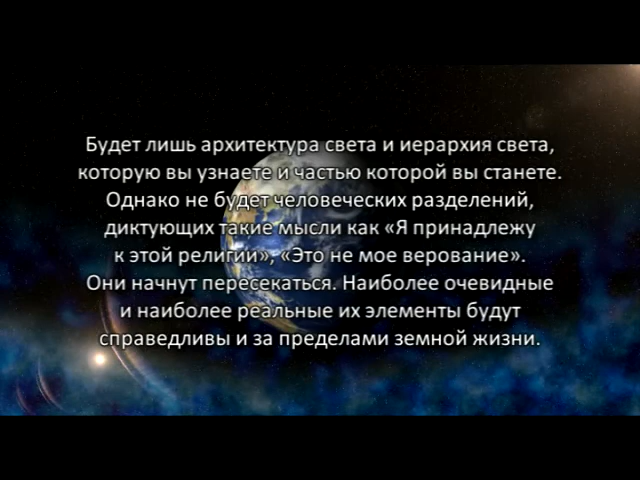 Будет лишь архитектура света и иерархия света,
которую вы узнаете и частью которой вы станете.
Однако не будет человеческих разделений,
диктующих такие мысли как «Я принадлежу
к этой религии», «Это не мое верование».
Они начнут пересекаться. Наиболее очевидные
и наиболее реальные их элементы будут
справедливы и за пределами земной жизни.